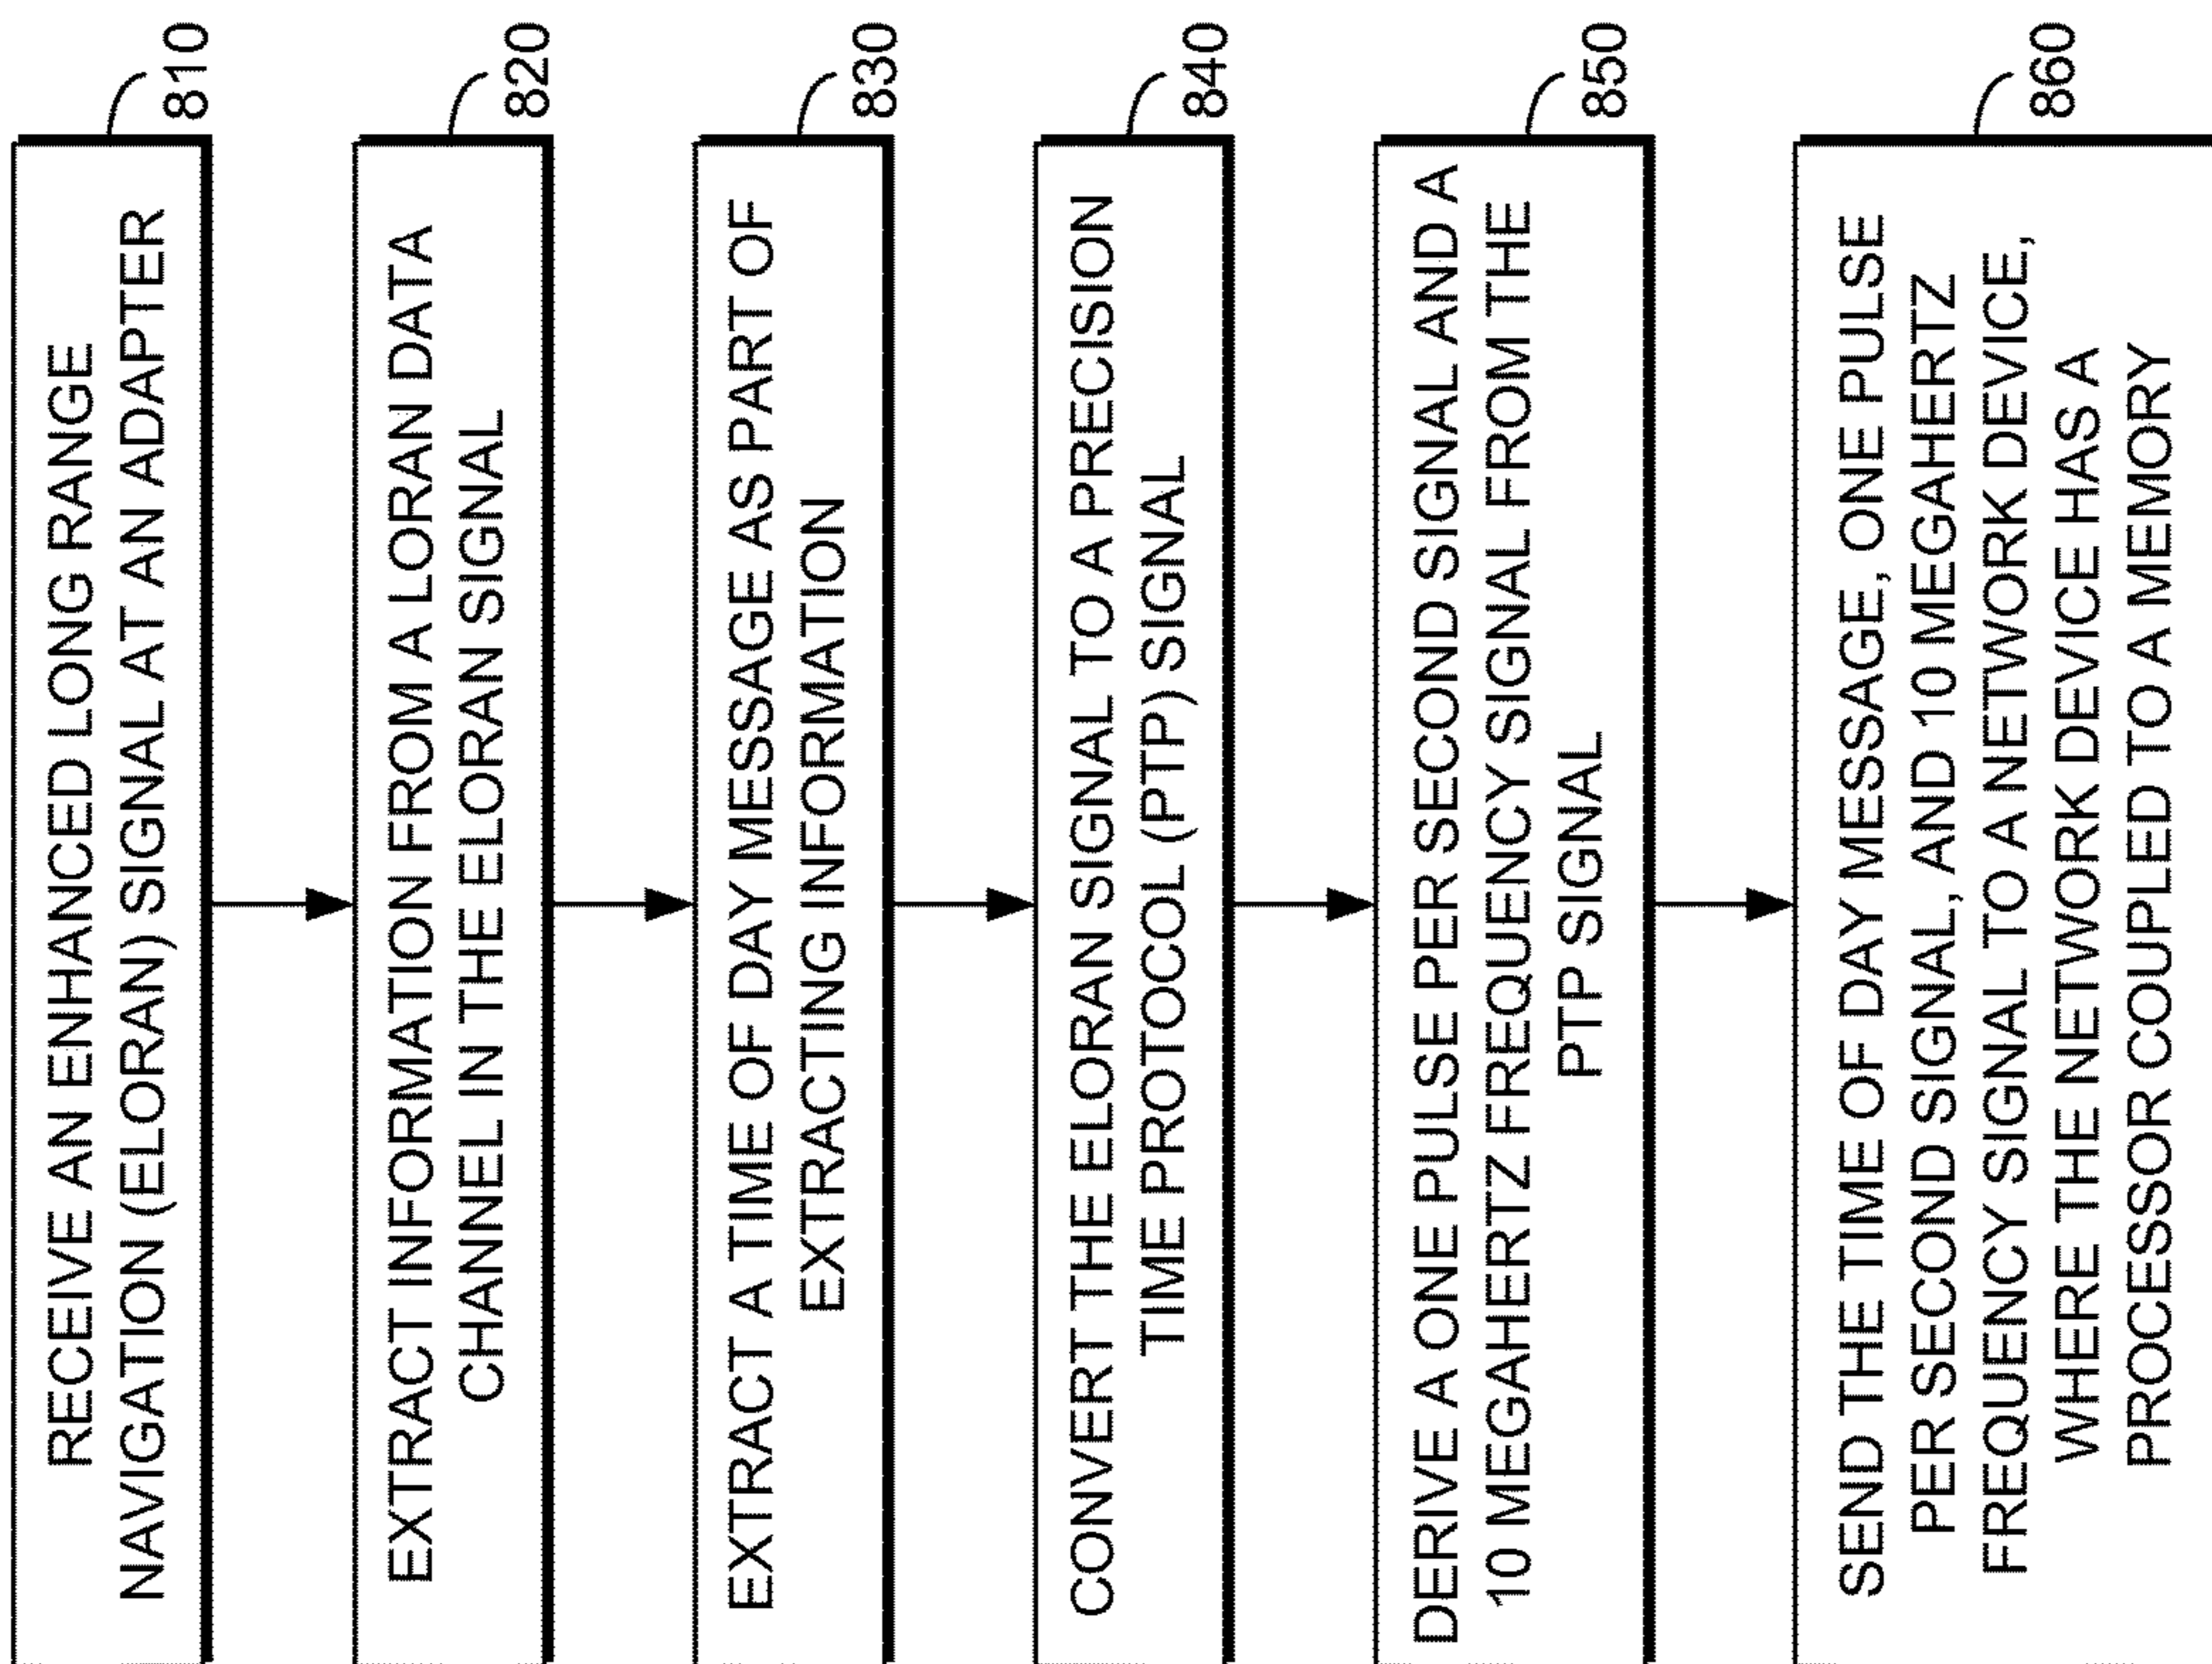 RECEIVE AN ENHANCED LONG RANGE
NAVIGATION (ELORAN) SIGNAL AT AN ADAPTER
810
EXTRACT INFORMATION FROM A LORAN DATA
CHANNEL IN THE ELORAN SIGNAL
820
EXTRACT A TIME OF DAY MESSAGE AS PART OF
EXTRACTING INFORMATION
830
CONVERT THE ELORAN SIGNAL TO A PRECISION
TIME PROTOCOL (PTP) SIGNAL
840
DERIVE A ONE PULSE PER SECOND SIGNAL AND A
10 MEGAHERTZ FREQUENCY SIGNAL FROM THE
PTP SIGNAL
850
SEND THE TIME OF DAY MESSAGE, ONE PULSE
PER SECOND SIGNAL, AND 10 MEGAHERTZ
FREQUENCY SIGNAL TO A NETWORK DEVICE,
WHERE THE NETWORK DEVICE HAS A
PROCESSOR COUPLED TO A MEMORY
860